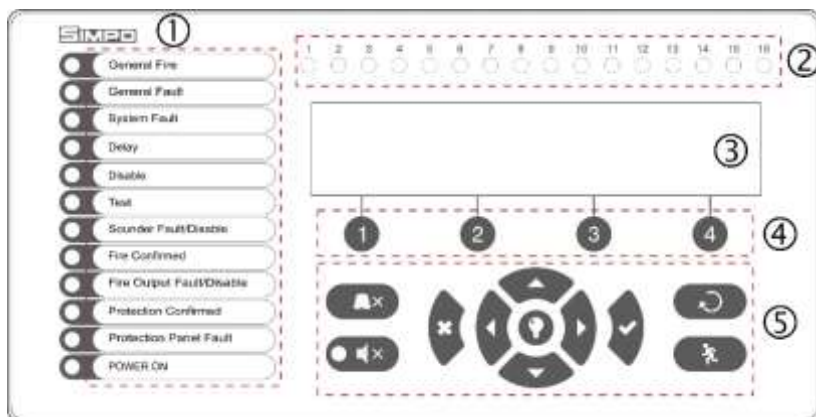 SIMPO
①
1 2 3 4 5 6 7 8 9 10 11 12 13 14 15 16
②
General Fire
General Fault
System Fault
Delay
Disable
Test
Sounder Fault/Disable
Fire Confirmed
Fire Output Fault/Disable
Protection Confirmed
Protection Panel Fault
POWER ON
③
1 2 3 4
④
⑤